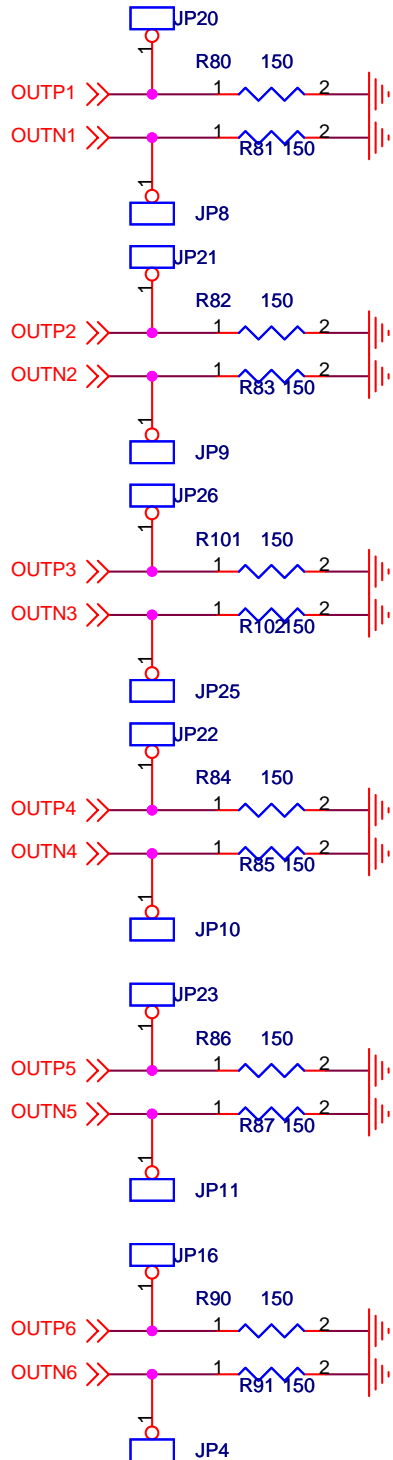 JP20
R80 150
OUTP1 1 2
1
OUTN1 1 2
R81 150
1
JP8
JP21
R82 150
1
OUTP2 1 2
OUTN2 1 2
R83 150
1
JP9
JP26
R101 150
1
OUTP3 1 2
OUTN3 1 2
R102 150
1
JP25
JP22
R84 150
1
OUTP4 1 2
OUTN4 1 2
R85 150
1
JP10
JP23
R86 150
1
OUTP5 1 2
OUTN5 1 2
R87 150
1
JP11
JP16
R90 150
1
OUTP6 1 2
OUTN6 1 2
R91 150
1
JP4